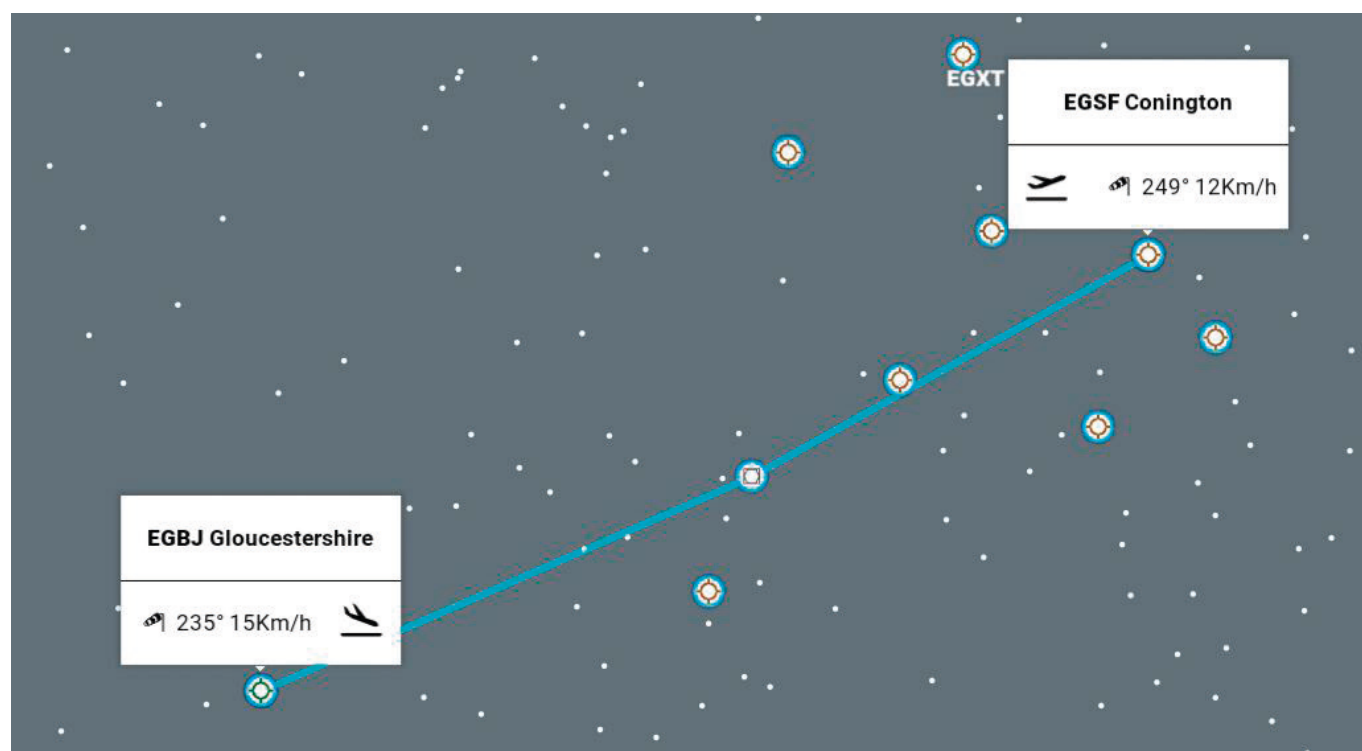 EGXT
EGSF Conington
249° 12Km/h
EGBJ Gloucestershire
235° 15Km/h